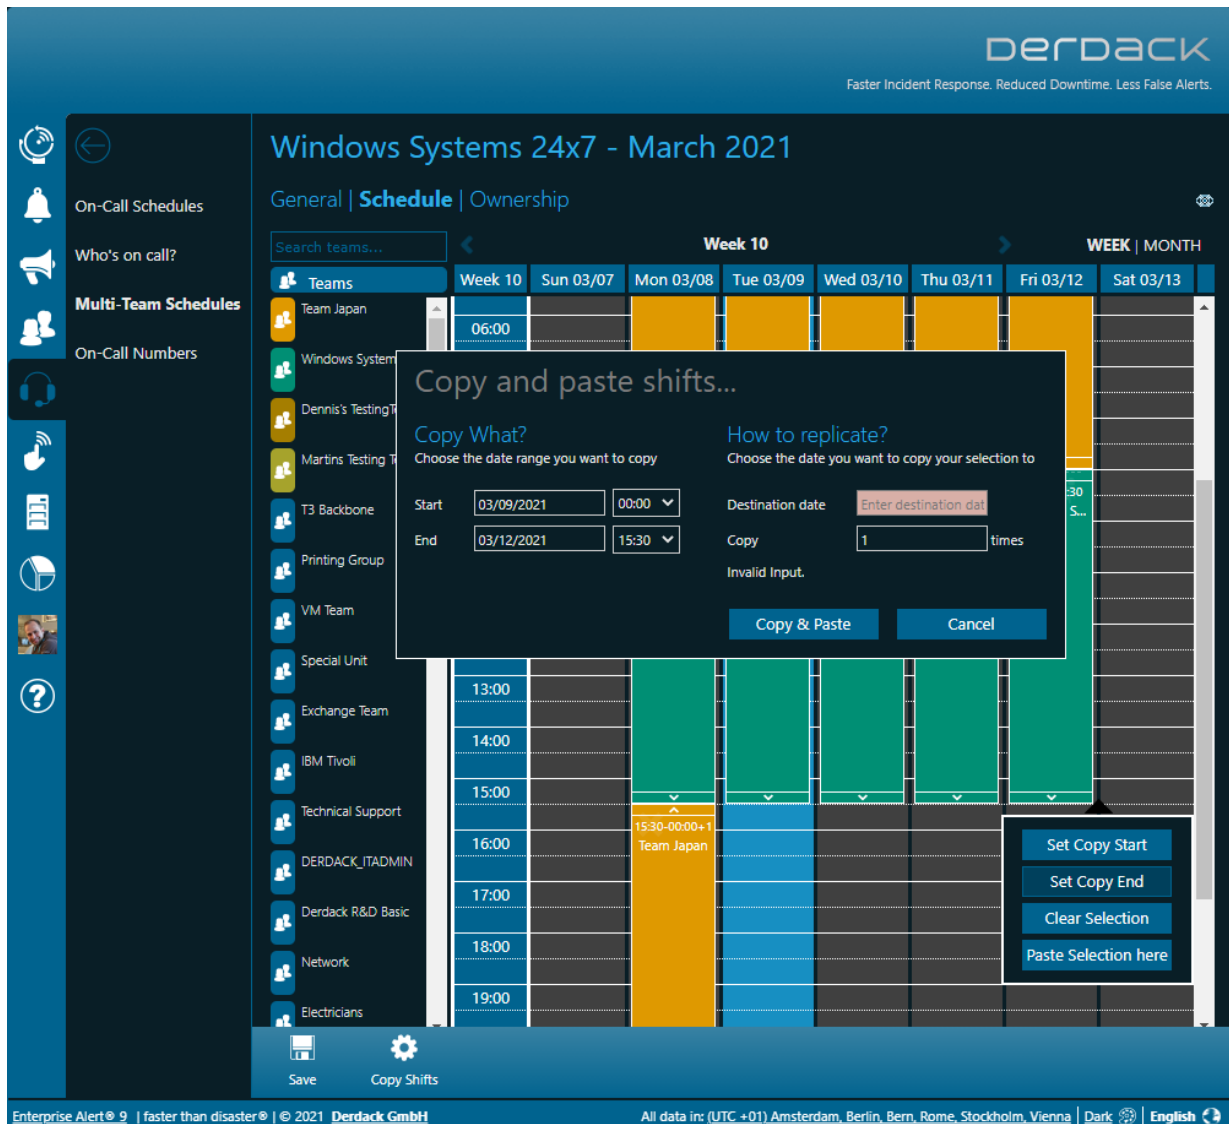 DERDACK
Faster Incident Response. Reduced Downtime. Less False Alerts.
Windows Systems 24x7 - March 2021
General | Schedule | Ownership
On-Call Schedules
Who's on call?
Multi-Team Schedules
On-Call Numbers
Search teams...
Week 10
WEEK | MONTH
Teams
Week 10 Sun 03/07 Mon 03/08 Tue 03/09 Wed 03/10 Thu 03/11 Fri 03/12 Sat 03/13
Team Japan
Windows System
Dennis's Testing
Martins Testing
T3 Backbone
Printing Group
VM Team
Special Unit
Exchange Team
IBM Tivoli
Technical Support
DERDACK_ITADMIN
Derdack R&D Basic
Network
Electricians
06:00
Copy and paste shifts...
Copy What?
Choose the date range you want to copy
Start 03/09/2021 00:00
End 03/12/2021 15:30
How to replicate?
Choose the date you want to copy your selection to
Destination date Enter destination dat
Copy 1 times
Invalid Input.
Copy & Paste Cancel
:30
S...
13:00
14:00
15:00
15:30-00:00+1
Team Japan
16:00
17:00
18:00
19:00
Set Copy Start
Set Copy End
Clear Selection
Paste Selection here
Save Copy Shifts
Enterprise Alert® 9 | faster than disaster® | © 2021 Derdack GmbH
All data in: (UTC +01) Amsterdam, Berlin, Bern, Rome, Stockholm, Vienna | Dark | English